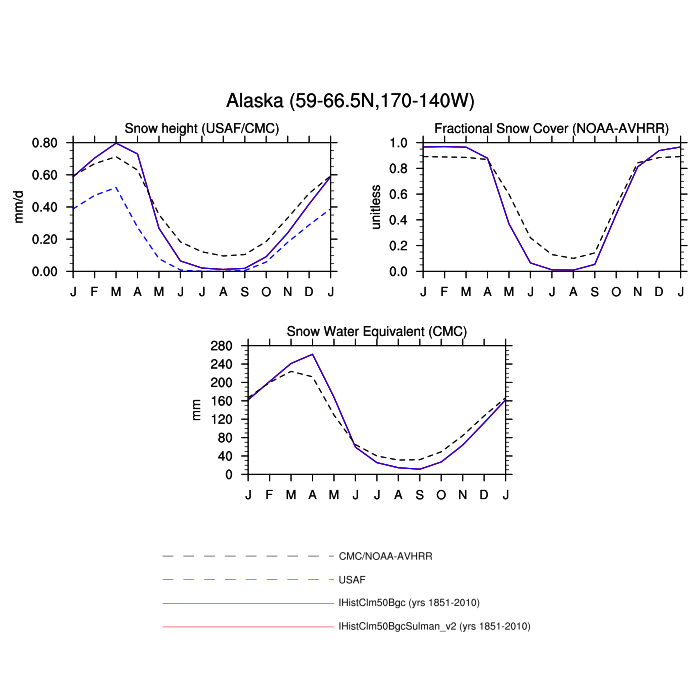 Alaska (59-66.5N,170-140W)
Snow height (USAF/CMC)
mm/d
0.80
0.60
0.40
0.20
0.00
J F M A M J J A S O N D J
Fractional Snow Cover (NOAA-AVHRR)
unitless
1.0
0.8
0.6
0.4
0.2
0.0
J F M A M J J A S O N D J
Snow Water Equivalent (CMC)
mm
280
240
200
160
120
80
40
0
J F M A M J J A S O N D J
CMC/NOAA-AVHRR
USAF
IHistClm50Bgc (yrs 1851-2010)
IHistClm50BgcSulman_v2 (yrs 1851-2010)